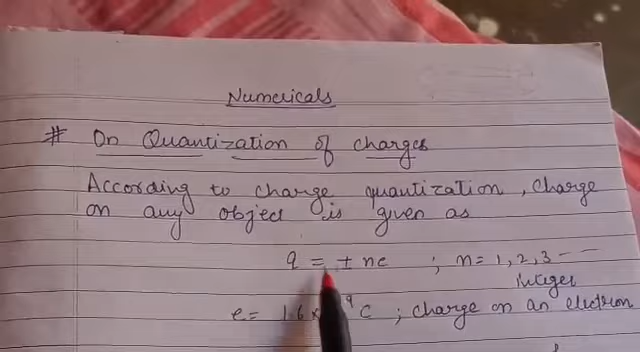 Numericals
# On Quantization of charges
According to charge quantization, charge
on any object is given as
q = ± ne ; n = 1, 2, 3 ---
integer
e = 1.6 × 9 C ; charge on an electron